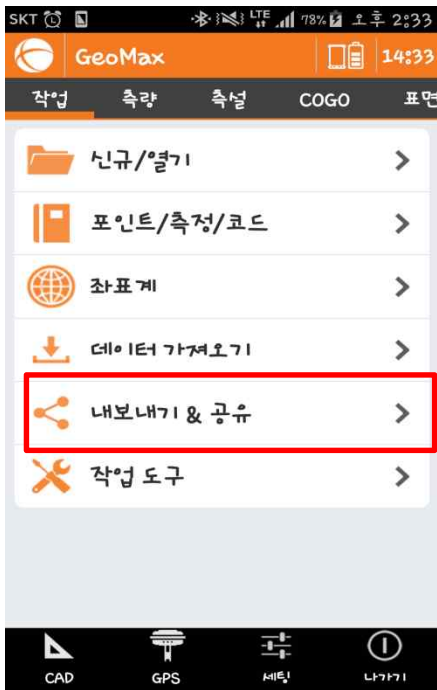 SKT LTE 78% 오후 2:33
GeoMax 14:33
작업 측량 측설 COGO 표면
신규/열기
포인트/측정/코드
좌표계
데이터 가져오기
내보내기 & 공유
작업 도구
CAD GPS 세팅 나가기